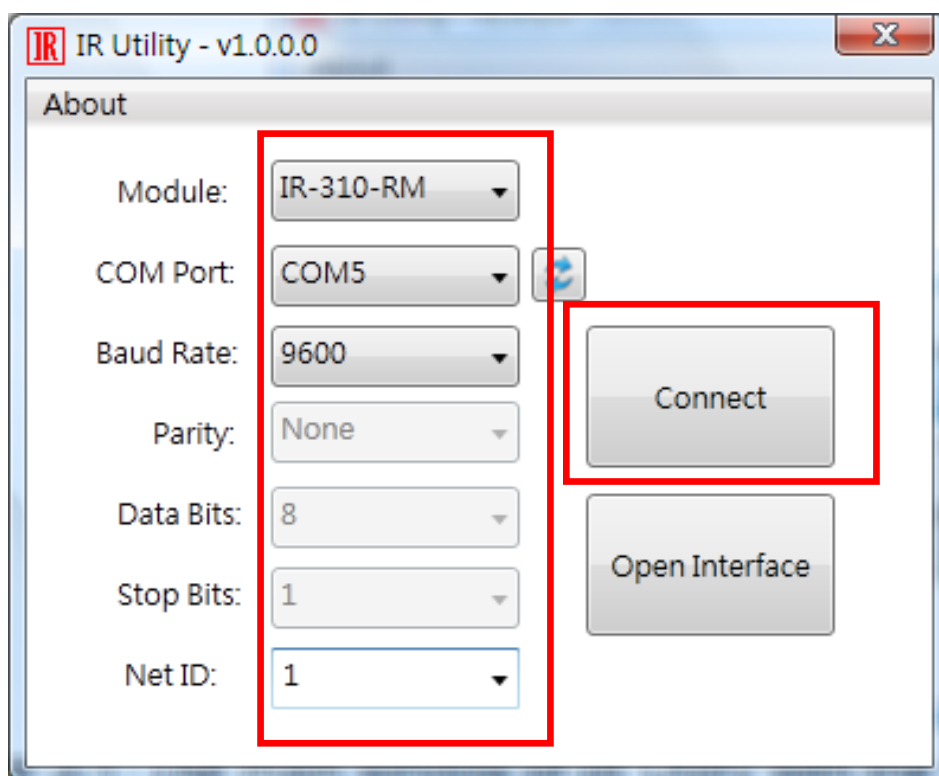 IR IR Utility - v1.0.0.0
About
Module: IR-310-RM
COM Port: COM5
Baud Rate: 9600
Connect
Parity: None
Data Bits: 8
Open Interface
Stop Bits: 1
Net ID: 1